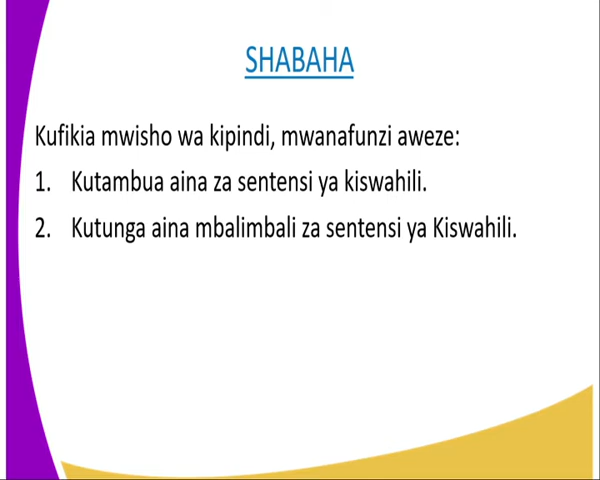 SHABAHA
Kufikia mwisho wa kipindi, mwanafunzi aweze:
1. Kutambua aina za sentensi ya kiswahili.
2. Kutunga aina mbalimbali za sentensi ya Kiswahili.